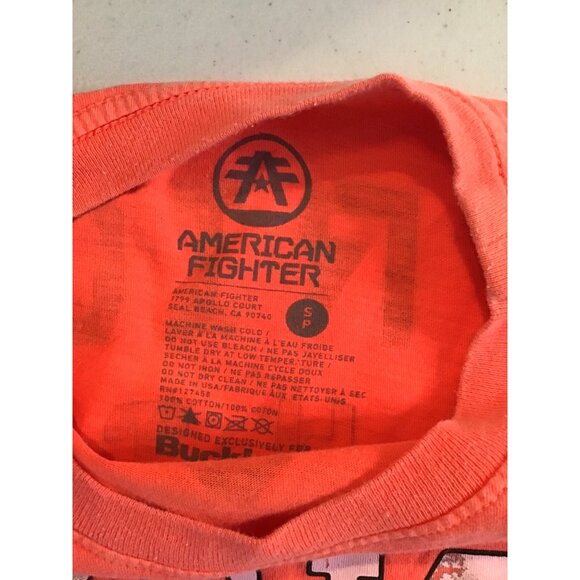 AMERICAN
FIGHTER
AMERICAN FIGHTER
1799 APOLLO COURT
SEAL BEACH, CA 90740
S
P
MACHINE WASH COLD /
LAVER À LA MACHINE À L'EAU FROIDE
DO NOT USE BLEACH / NE PAS JAVELLISER
TUMBLE DRY AT LOW TEMPERATURE /
SECHER À LA MACHINE CYCLE DOUX
DO NOT IRON / NE PAS REPASSER
DO NOT DRY CLEAN / NE PAS NETTOYER À SEC
MADE IN USA/FABRIQUE AUX ETATS-UNIS
RN#127458
100% COTTON/100% COTON
DESIGNED EXCLUSIVELY FOR